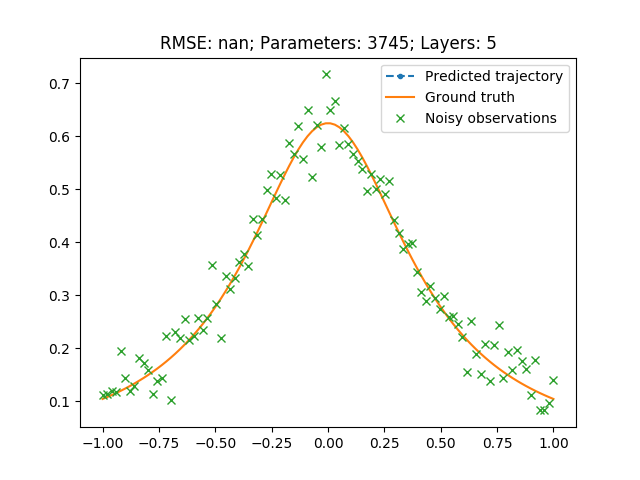 RMSE: nan; Parameters: 3745; Layers: 5
Predicted trajectory
Ground truth
Noisy observations
0.7
0.6
0.5
0.4
0.3
0.2
0.1
−1.00 −0.75 −0.50 −0.25 0.00 0.25 0.50 0.75 1.00